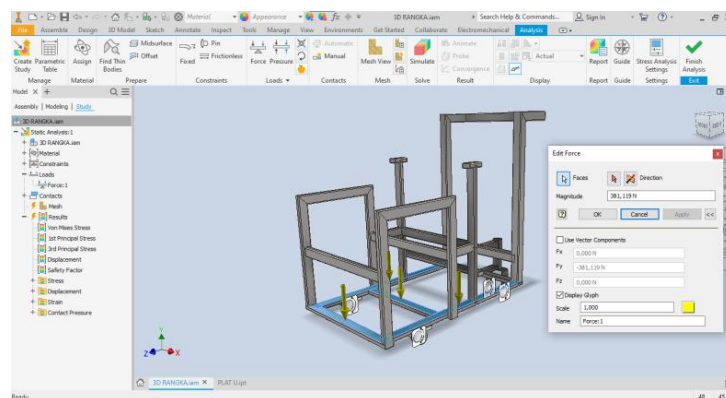 Material
Appearance
3D RANGKA.iam
Search Help & Commands...
Sign in
File Assemble Design 3D Model Sketch Annotate Inspect Tools Manage View Environments Get Started Collaborate Electromechanical Analysis
Create Study
Parametric Table
Assign
Find Thin Bodies
Midsurface
Offset
Fixed
Pin
Frictionless
Force
Pressure
Automatic
Manual
Mesh View
Simulate
Animate
Probe
Convergence
Actual
Report
Guide
Stress Analysis Settings
Finish Analysis
Manage Material Prepare Constraints Loads Contacts Mesh Solve Result Display Report Guide Settings Exit
Model
Assembly | Modeling | Study
3D RANGKA.iam
Static Analysis:1
3D RANGKA.iam
Material
Constraints
Loads
Force:1
Contacts
Mesh
Results
Von Mises Stress
1st Principal Stress
3rd Principal Stress
Displacement
Safety Factor
Stress
Displacement
Strain
Contact Pressure
Edit Force
Faces
Direction
Magnitude 381,119 N
OK Cancel Apply <<
Use Vector Components
Fx 0,000 N
Fy -381,119 N
Fz 0,000 N
Display Glyph
Scale 1,000
Name Force:1
Y
Z X
3D RANGKA.iam PLAT U.ipt
Ready